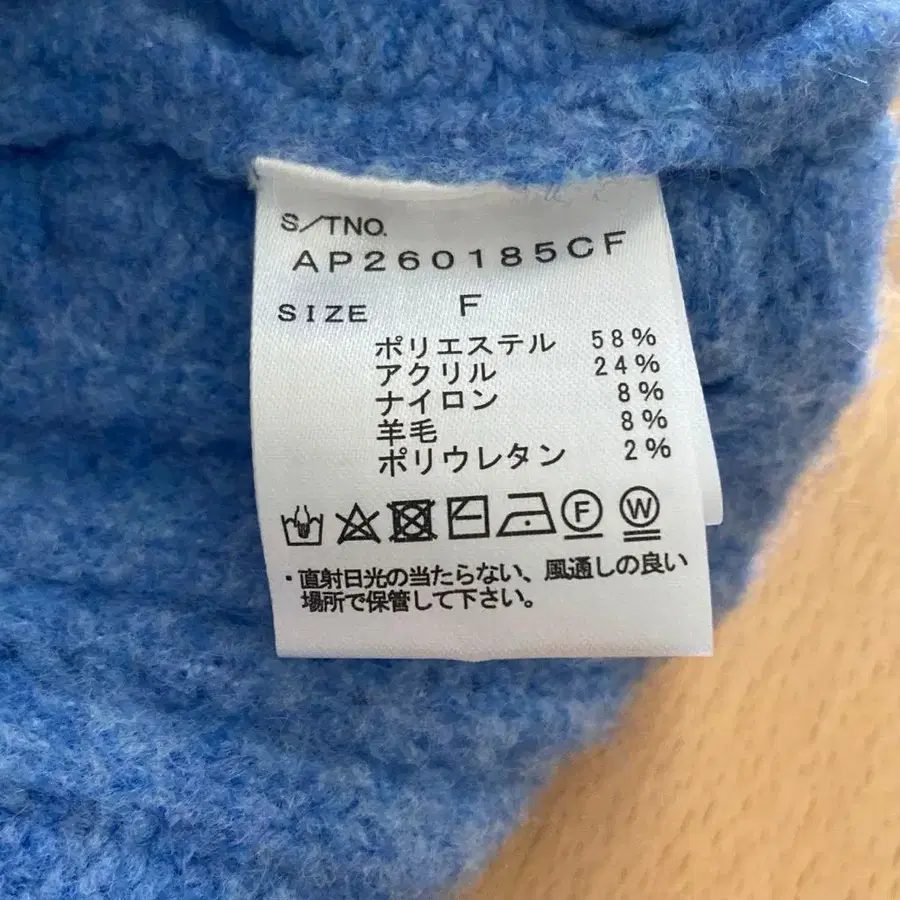 S/TNO.
AP260185CF
SIZE F
ポリエステル 58%
アクリル 24%
ナイロン 8%
羊毛 8%
ポリウレタン 2%
F W
・直射日光の当たらない、風通しの良い
場所で保管して下さい。